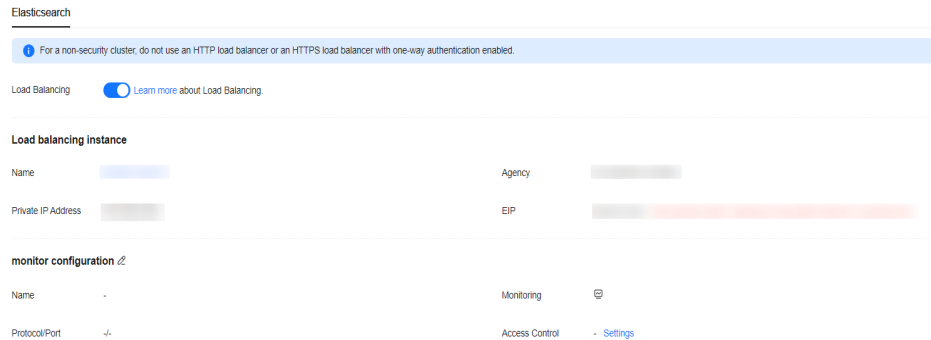 Elasticsearch
For a non-security cluster, do not use an HTTP load balancer or an HTTPS load balancer with one-way authentication enabled.
Load Balancing Learn more about Load Balancing.
Load balancing instance
Name Agency
Private IP Address EIP
monitor configuration
Name - Monitoring
Protocol/Port -/- Access Control - Settings